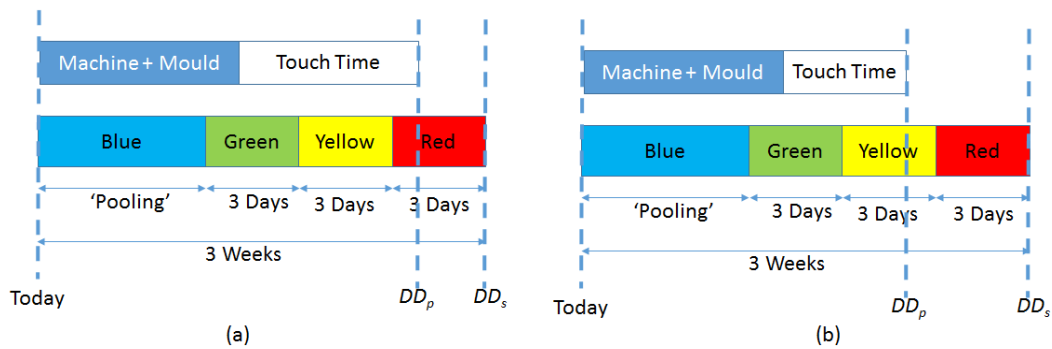 Machine + Mould Touch Time
Blue Green Yellow Red
‘Pooling’ 3 Days 3 Days 3 Days
3 Weeks
Today DDp DDs
(a)
Machine + Mould Touch Time
Blue Green Yellow Red
‘Pooling’ 3 Days 3 Days 3 Days
3 Weeks
Today DDp DDs
(b)